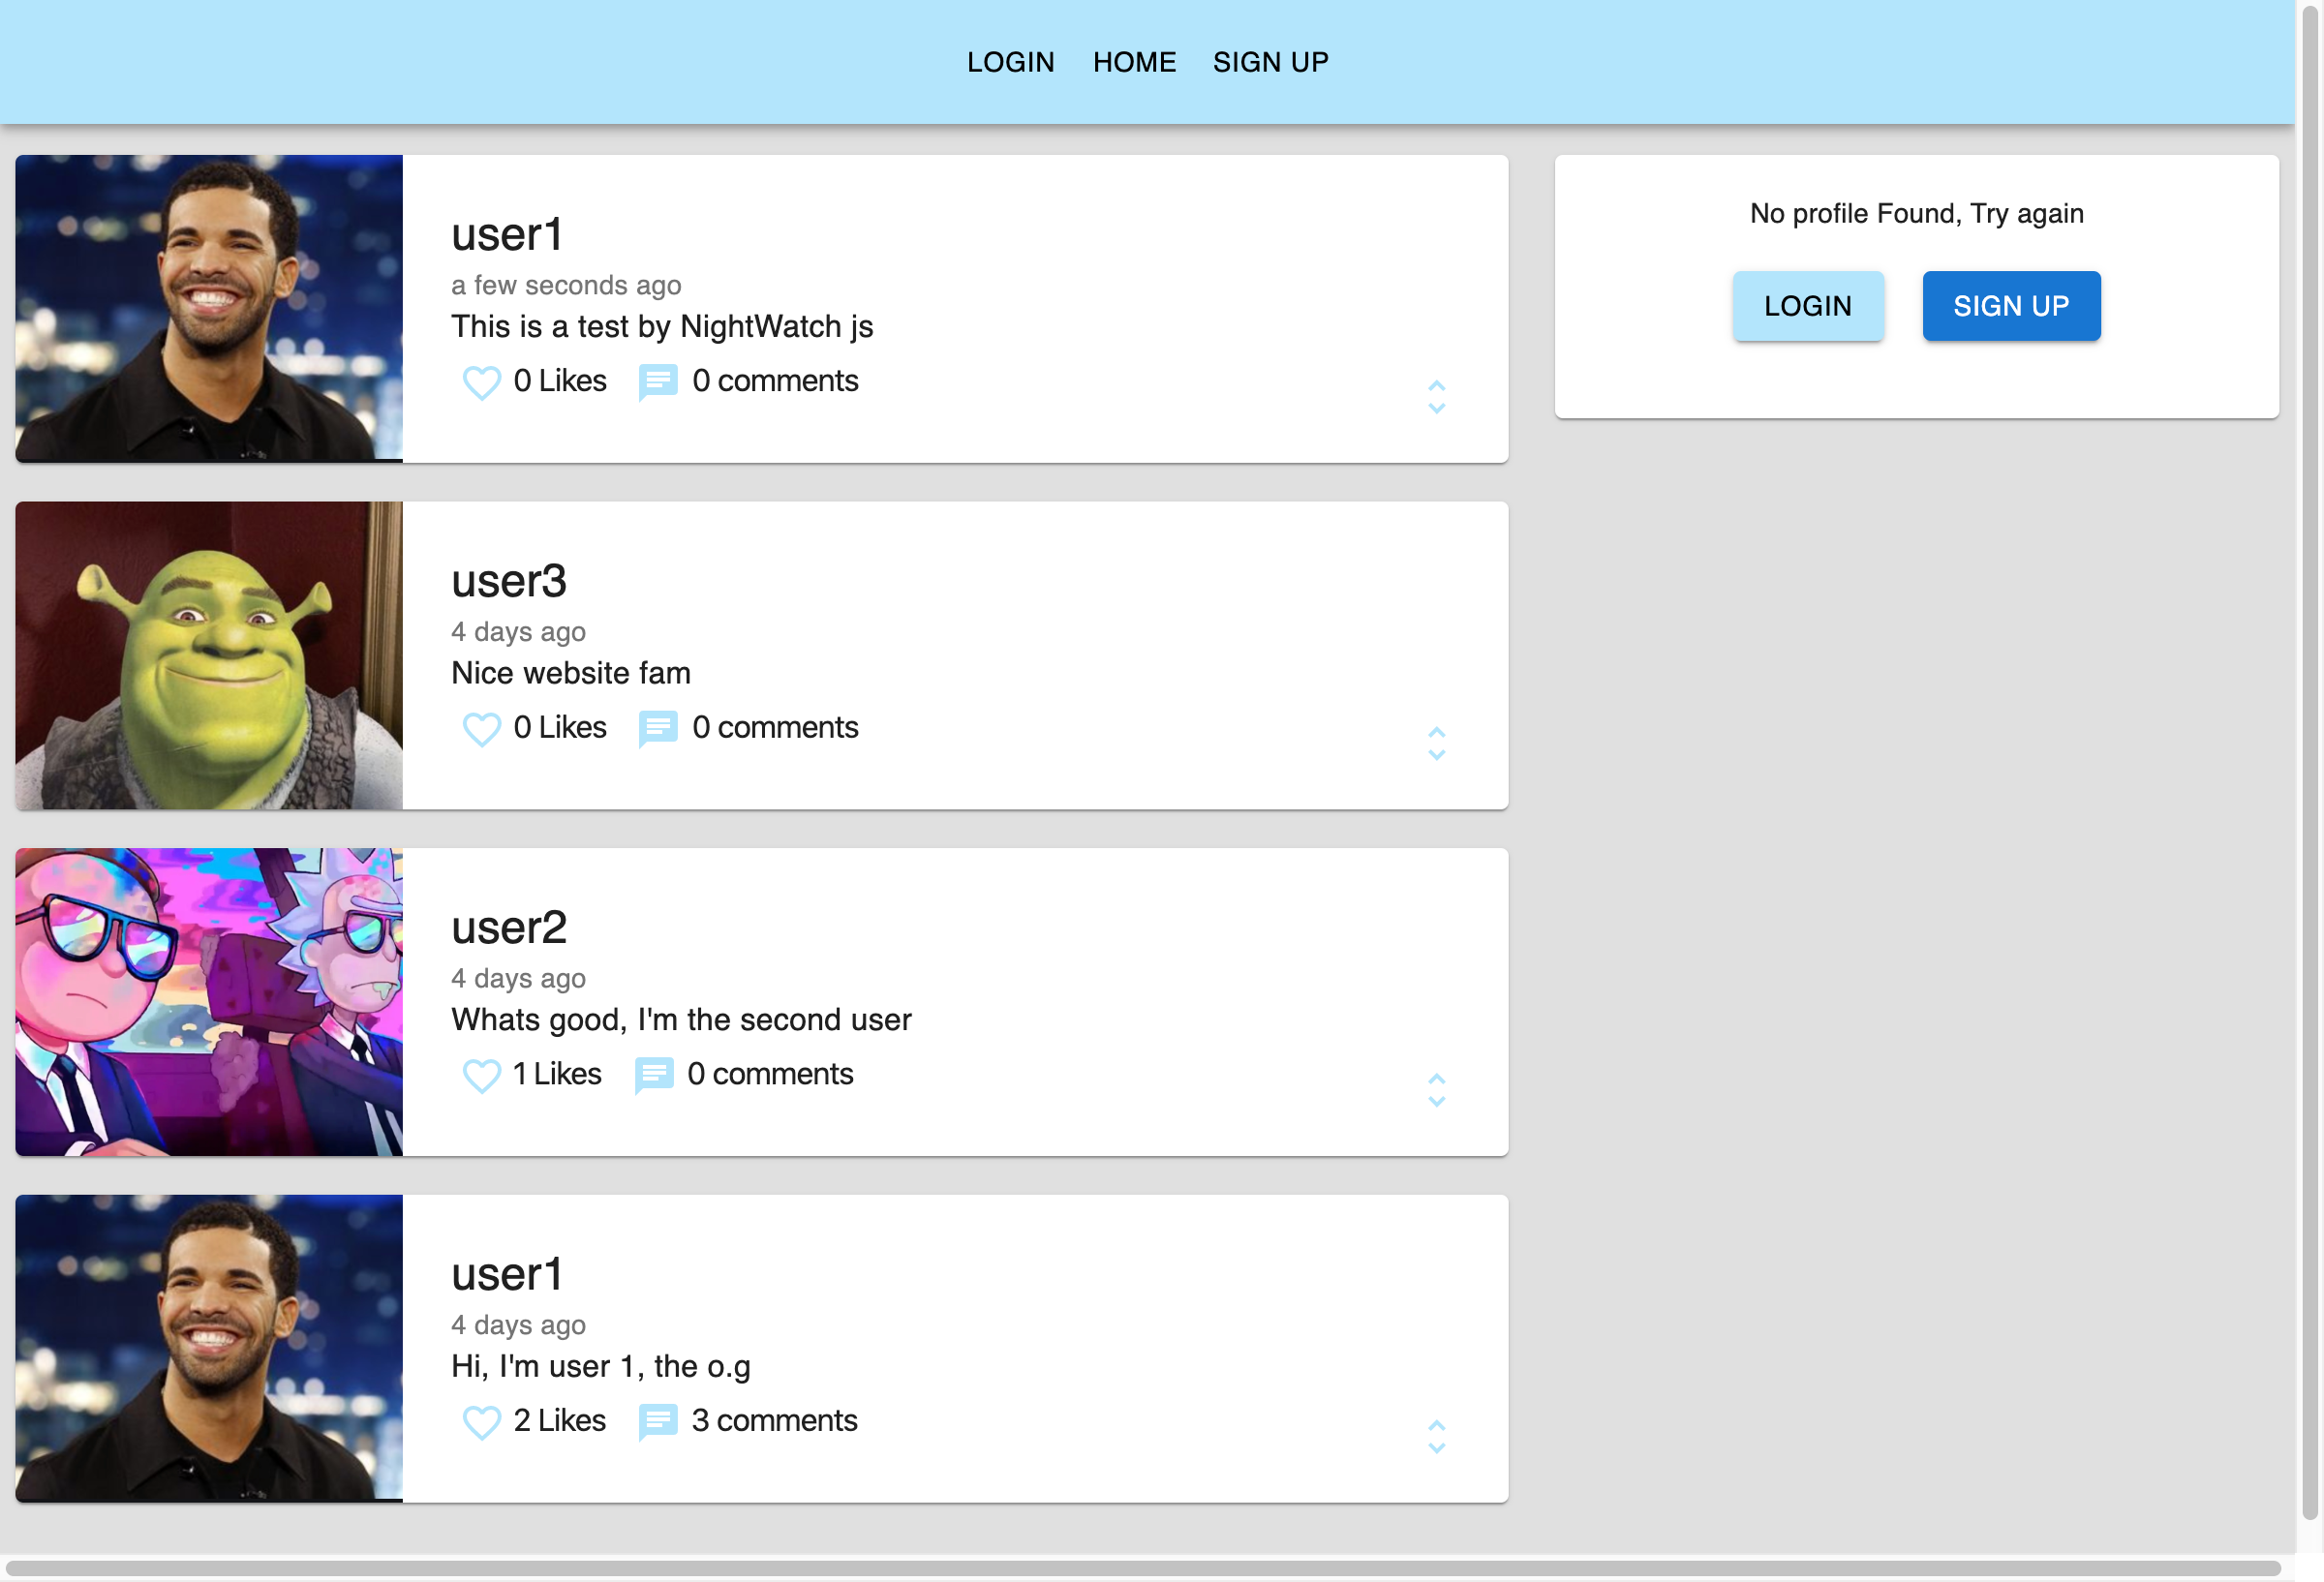 LOGIN HOME SIGN UP
user1
a few seconds ago
This is a test by NightWatch js
0 Likes 0 comments
user3
4 days ago
Nice website fam
0 Likes 0 comments
user2
4 days ago
Whats good, I'm the second user
1 Likes 0 comments
user1
4 days ago
Hi, I'm user 1, the o.g
2 Likes 3 comments
No profile Found, Try again
LOGIN SIGN UP